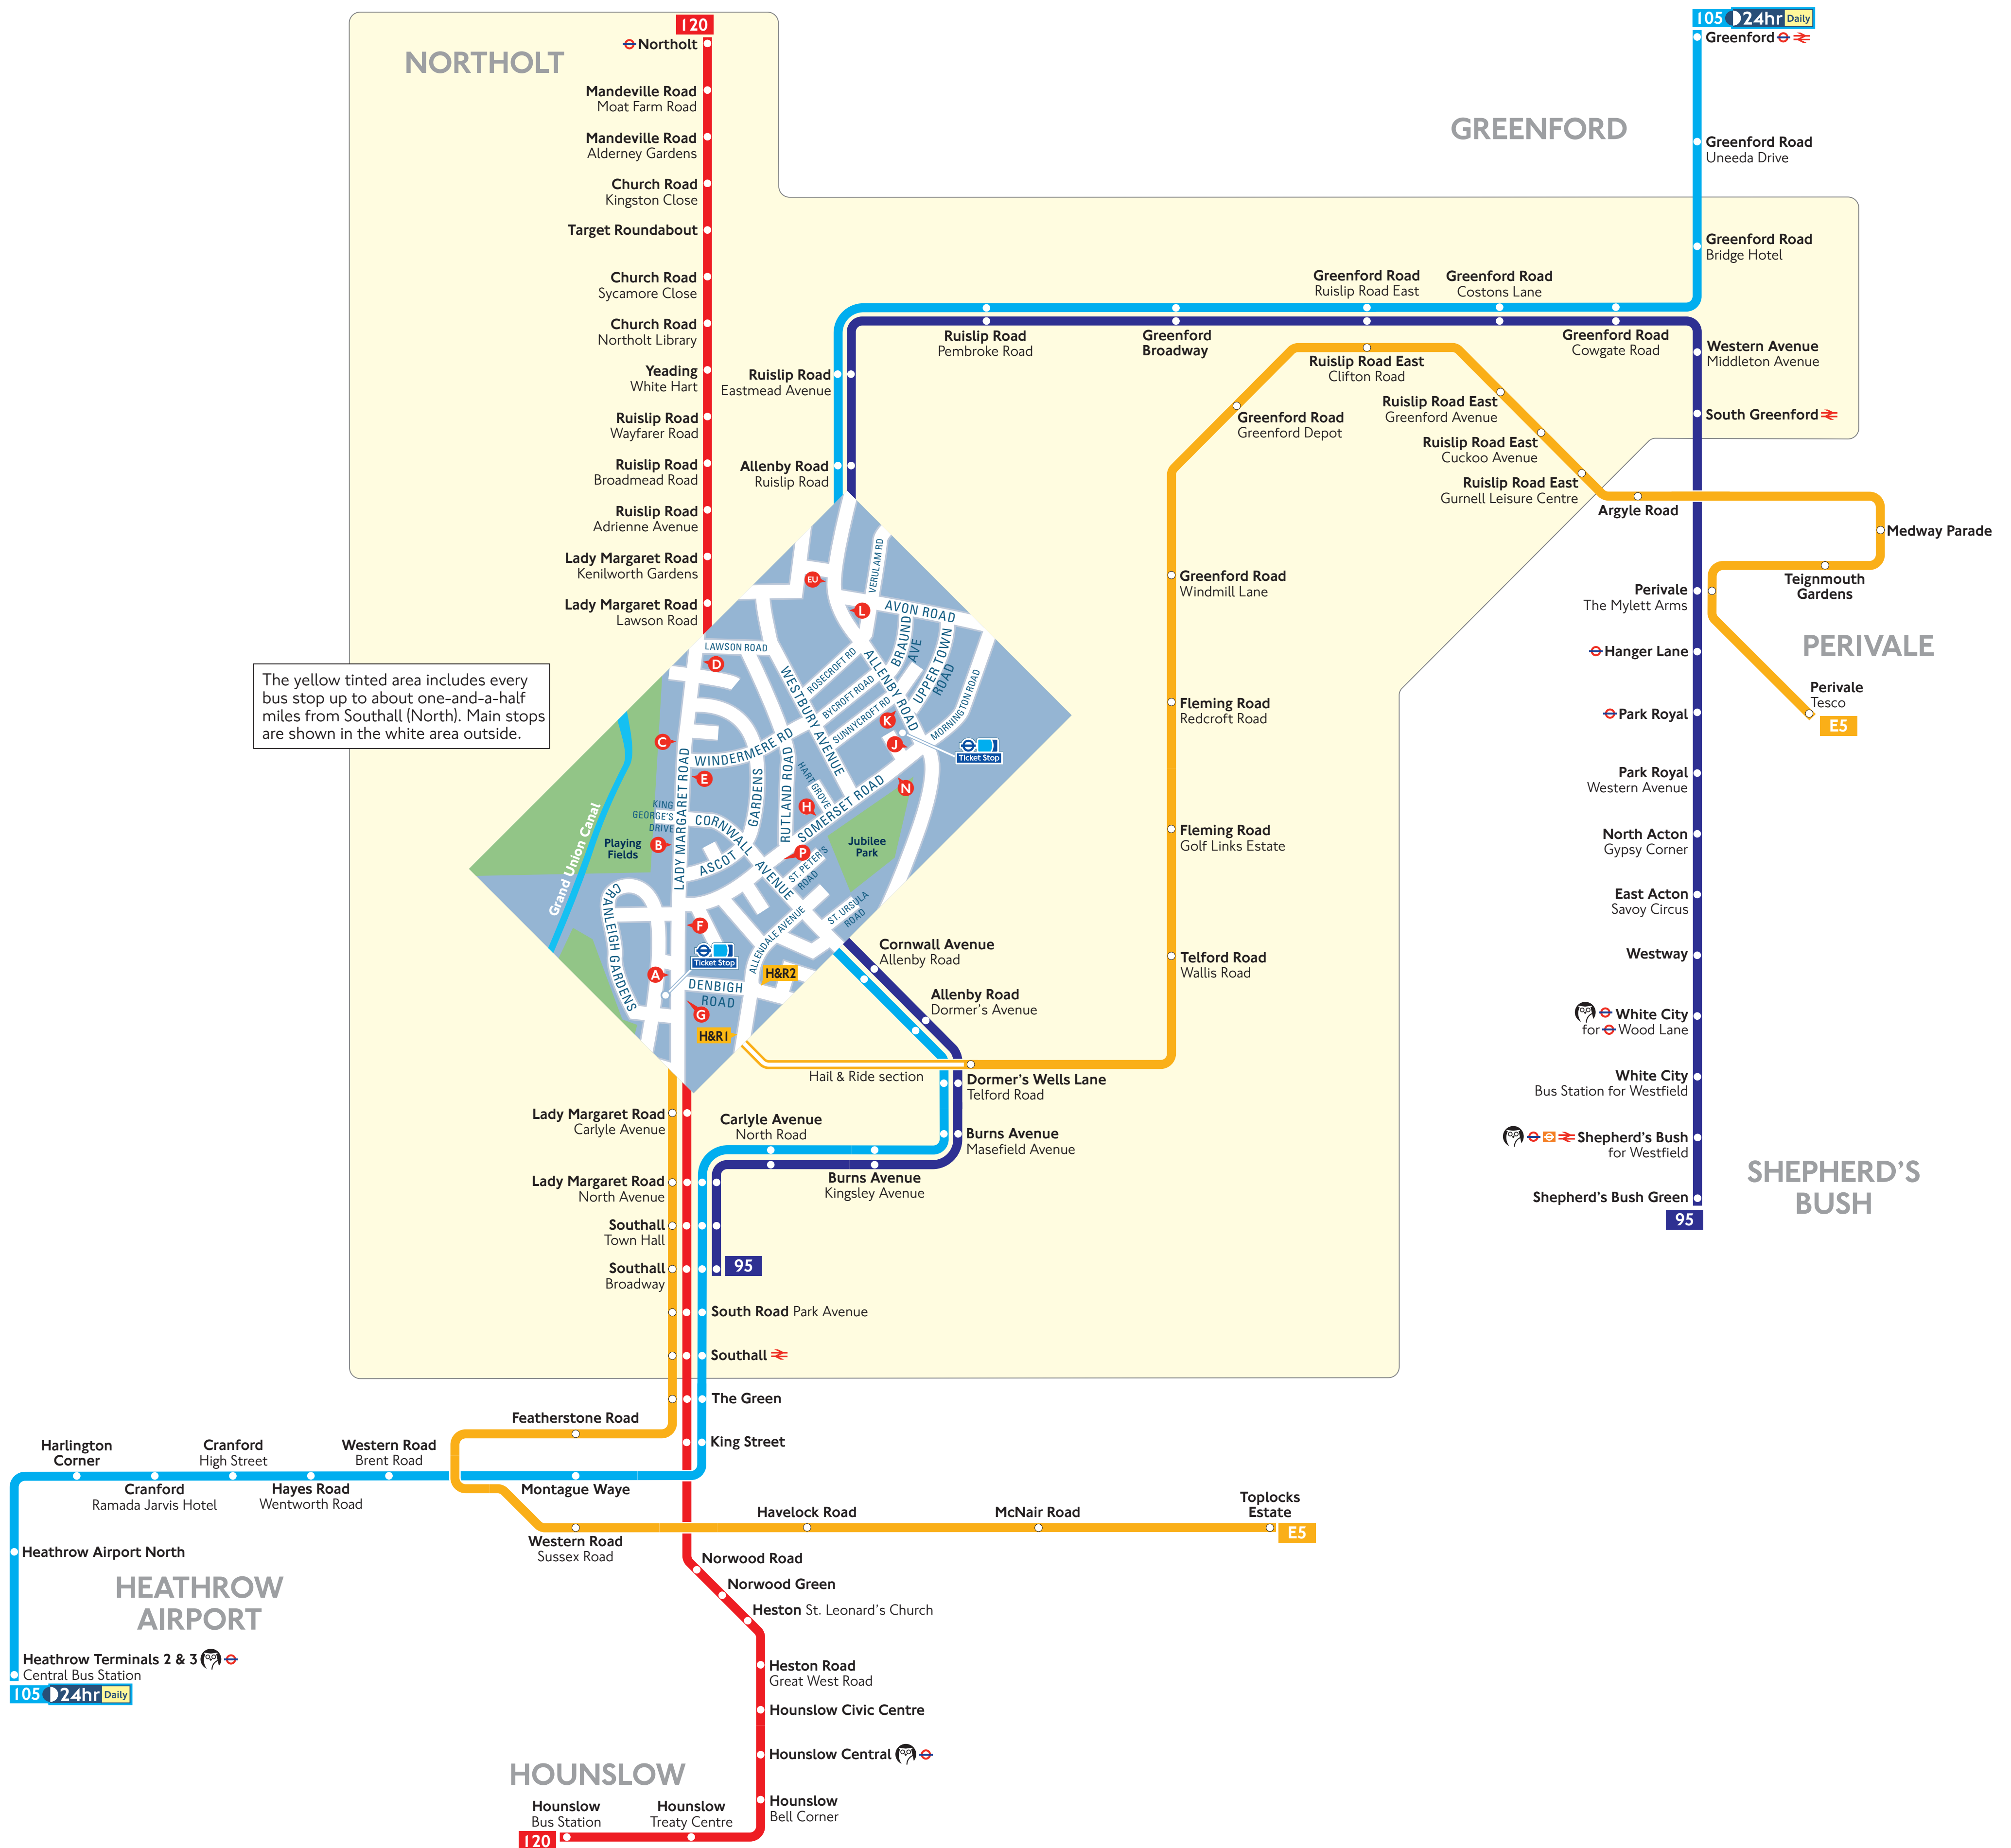 120
Northolt
NORTHOLT
Mandeville Road
Moat Farm Road
Mandeville Road
Alderney Gardens
Church Road
Kingston Close
Target Roundabout
Church Road
Sycamore Close
Church Road
Northolt Library
Yeading
White Hart
Ruislip Road
Wayfarer Road
Ruislip Road
Broadmead Road
Ruislip Road
Adrienne Avenue
Lady Margaret Road
Kenilworth Gardens
Lady Margaret Road
Lawson Road
105 24hr Daily
Greenford
GREENFORD
Greenford Road
Uneeda Drive
Greenford Road
Bridge Hotel
Greenford Road
Ruislip Road East
Greenford Road
Costons Lane
Ruislip Road
Pembroke Road
Greenford
Broadway
Greenford Road
Cowgate Road
Ruislip Road
Eastmead Avenue
Allenby Road
Ruislip Road
Western Avenue
Middleton Avenue
South Greenford
Ruislip Road East
Clifton Road
Greenford Road
Greenford Depot
Ruislip Road East
Greenford Avenue
Ruislip Road East
Cuckoo Avenue
Ruislip Road East
Gurnell Leisure Centre
Argyle Road
Medway Parade
Teignmouth
Gardens
Perivale
The Mylett Arms
PERIVALE
Perivale
Tesco
E5
Greenford Road
Windmill Lane
Fleming Road
Redcroft Road
Fleming Road
Golf Links Estate
Telford Road
Wallis Road
Hanger Lane
Park Royal
Park Royal
Western Avenue
North Acton
Gypsy Corner
East Acton
Savoy Circus
Westway
White City
for Wood Lane
White City
Bus Station for Westfield
Shepherd's Bush
for Westfield
Shepherd's Bush Green
95
SHEPHERD'S
BUSH
The yellow tinted area includes every
bus stop up to about one-and-a-half
miles from Southall (North). Main stops
are shown in the white area outside.
EU
VERULAM RD
L
AVON ROAD
LAWSON ROAD
D
BRAUND
AVE
UPPER TOWN
ROAD
ROSECROFT RD
ALLENBY ROAD
WESTBURY AVENUE
BYCROFT ROAD
SUNNYCROFT RD
MORNINGTON ROAD
K
J
Ticket Stop
C
WINDERMERE RD
E
N
HART
GROVE
H
SOMERSET ROAD
GARDENS
RUTLAND ROAD
LADY MARGARET ROAD
KING
GEORGE'S
DRIVE
CORNWALL
AVENUE
Playing
Fields
B
ASCOT
P
Jubilee
Park
ST. PETER'S
ROAD
Grand Union Canal
CRANLEIGH GARDENS
F
ALLENDALE AVENUE
ST. URSULA
ROAD
Ticket Stop
A
H&R2
DENBIGH
ROAD
G
H&R1
Cornwall Avenue
Allenby Road
Allenby Road
Dormer's Avenue
Hail & Ride section
Dormer's Wells Lane
Telford Road
Burns Avenue
Masefield Avenue
Carlyle Avenue
North Road
Burns Avenue
Kingsley Avenue
Lady Margaret Road
Carlyle Avenue
Lady Margaret Road
North Avenue
Southall
Town Hall
Southall
Broadway
95
South Road Park Avenue
Southall
The Green
King Street
Featherstone Road
Harlington
Corner
Cranford
High Street
Western Road
Brent Road
Cranford
Ramada Jarvis Hotel
Hayes Road
Wentworth Road
Montague Waye
Western Road
Sussex Road
Havelock Road
McNair Road
Toplocks
Estate
E5
Heathrow Airport North
HEATHROW
AIRPORT
Heathrow Terminals 2 & 3
Central Bus Station
105 24hr Daily
Norwood Road
Norwood Green
Heston St. Leonard's Church
Heston Road
Great West Road
Hounslow Civic Centre
Hounslow Central
HOUNSLOW
Hounslow
Bell Corner
Hounslow
Bus Station
Hounslow
Treaty Centre
120